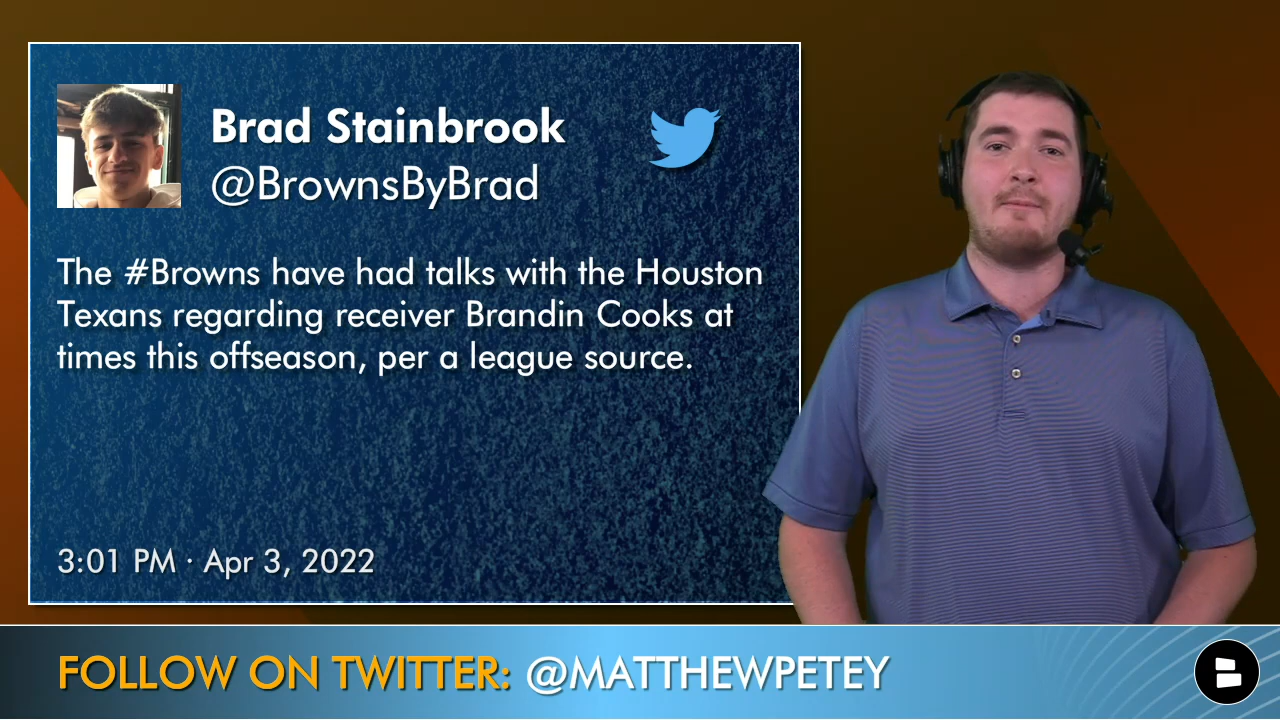 Brad Stainbrook
@BrownsByBrad
The #Browns have had talks with the Houston
Texans regarding receiver Brandin Cooks at
times this offseason, per a league source.
3:01 PM · Apr 3, 2022
FOLLOW ON TWITTER: @MATTHEWPETEY